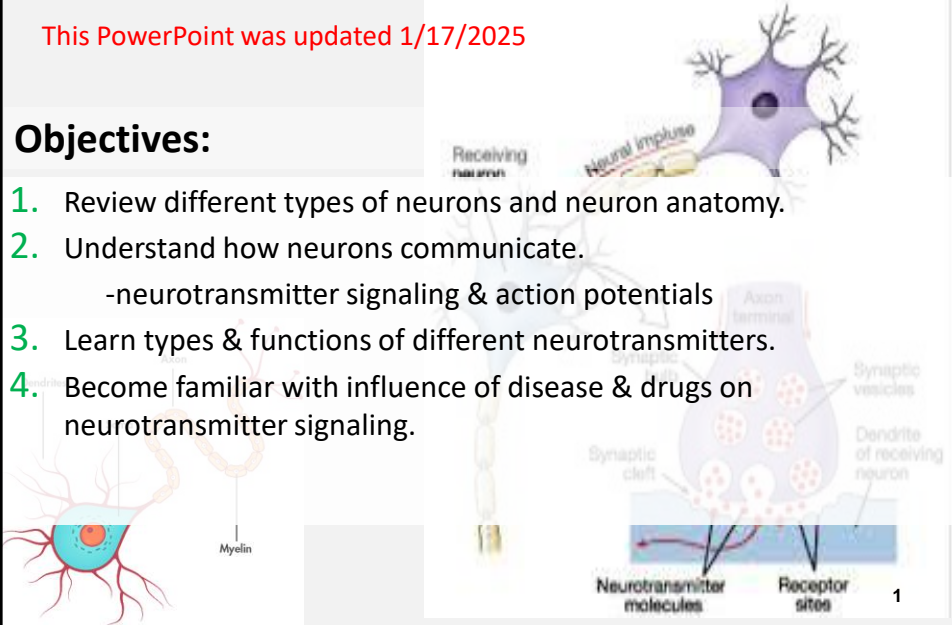 This PowerPoint was updated 1/17/2025
Objectives:
Receiving
neuron
Neural impluse
1. Review different types of neurons and neuron anatomy.
2. Understand how neurons communicate.
-neurotransmitter signaling & action potentials
Axon
terminal
3. Learn types & functions of different neurotransmitters.
Axon
Synaptic
bulb
4. Become familiar with influence of disease & drugs on
neurotransmitter signaling.
Synaptic
vesicles
Dendrite
of receiving
neuron
Synaptic
cleft
Myelin
Neurotransmitter
molecules
Receptor
sites
1